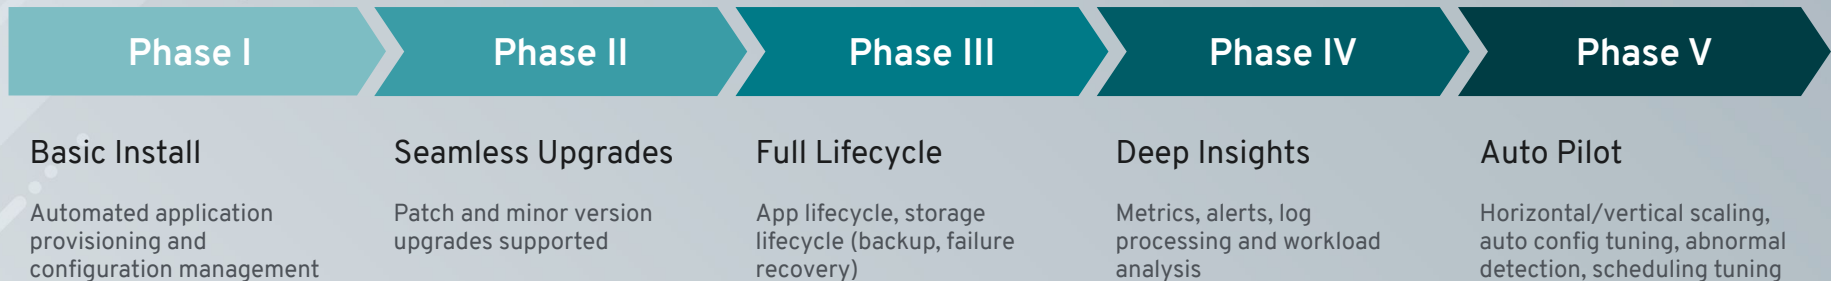 Phase I
Phase II
Phase III
Phase IV
Phase V
Basic Install
Automated application
provisioning and
configuration management
Seamless Upgrades
Patch and minor version
upgrades supported
Full Lifecycle
App lifecycle, storage
lifecycle (backup, failure
recovery)
Deep Insights
Metrics, alerts, log
processing and workload
analysis
Auto Pilot
Horizontal/vertical scaling,
auto config tuning, abnormal
detection, scheduling tuning